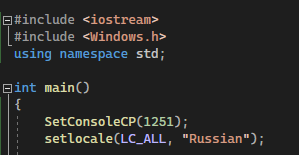 #include <iostream>
#include <Windows.h>
using namespace std;
int main()
{
SetConsoleCP(1251);
setlocale(LC_ALL, "Russian");